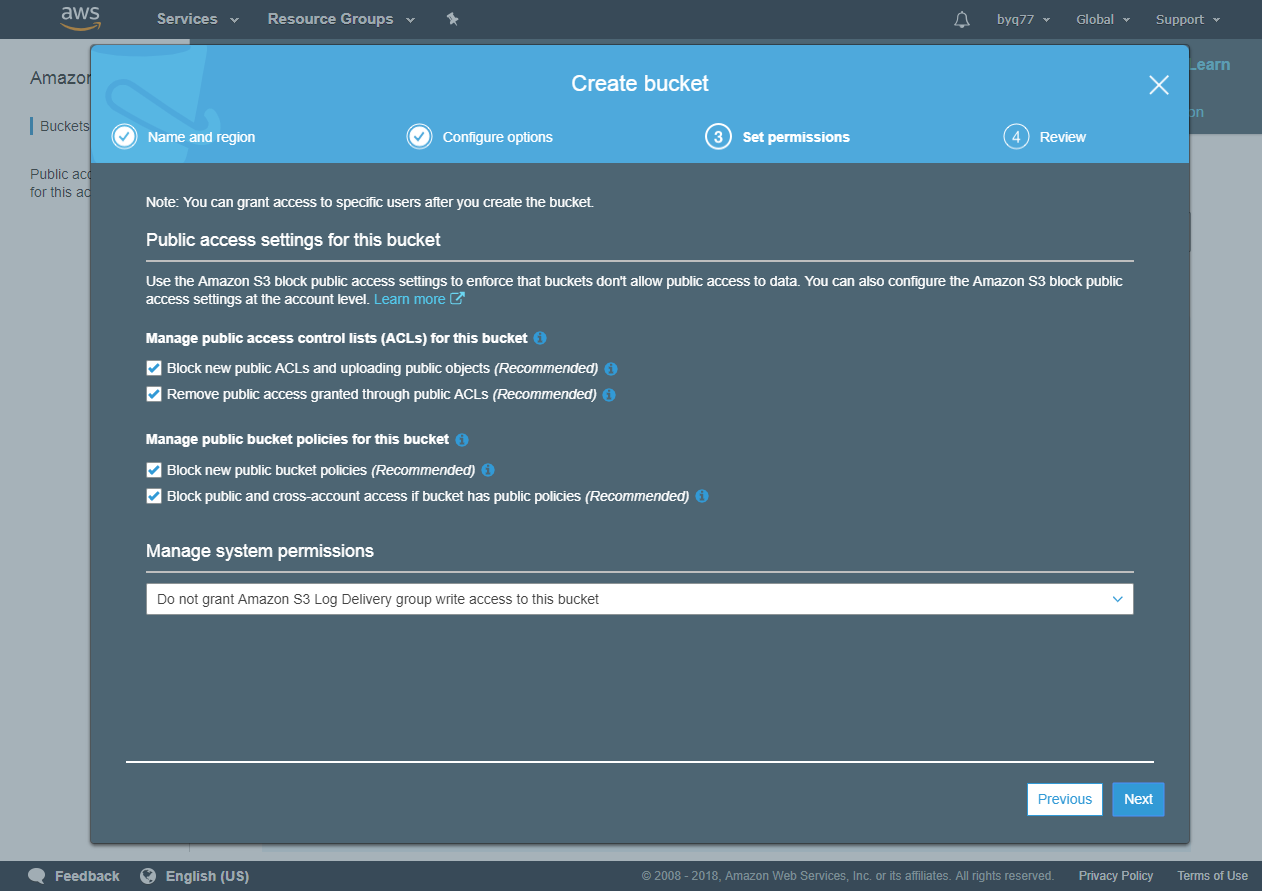 aws Services Resource Groups byq77 Global Support
Amazon
Learn
Create bucket
Name and region Configure options 3 Set permissions 4 Review
Buckets
Public
for this
Note: You can grant access to specific users after you create the bucket.
Public access settings for this bucket
Use the Amazon S3 block public access settings to enforce that buckets don't allow public access to data. You can also configure the Amazon S3 block public
access settings at the account level. Learn more
Manage public access control lists (ACLs) for this bucket
Block new public ACLs and uploading public objects (Recommended)
Remove public access granted through public ACLs (Recommended)
Manage public bucket policies for this bucket
Block new public bucket policies (Recommended)
Block public and cross-account access if bucket has public policies (Recommended)
Manage system permissions
Do not grant Amazon S3 Log Delivery group write access to this bucket
Previous Next
Feedback English (US) © 2008 - 2018, Amazon Web Services, Inc. or its affiliates. All rights reserved. Privacy Policy Terms of Use